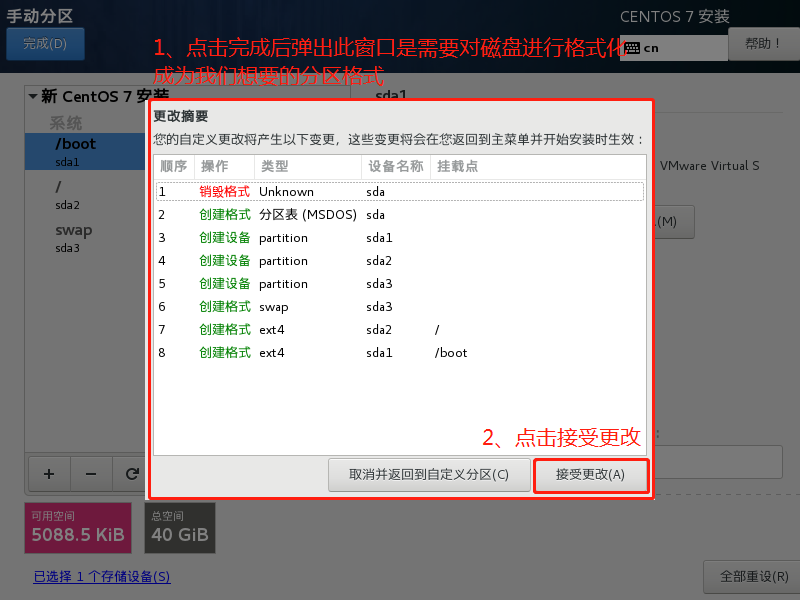 手动分区
CENTOS 7 安装
完成(D)
cn
帮助！
1、点击完成后弹出此窗口是需要对磁盘进行格式化
成为我们想要的分区格式
新 CentOS 7 安装
sda1
系统
/boot
sda1
/
sda2
swap
sda3
VMware Virtual S
(M)
更改摘要
您的自定义更改将产生以下变更，这些变更将会在您返回到主菜单并开始安装时生效：
顺序 操作 类型 设备名称 挂载点
1 销毁格式 Unknown sda
2 创建格式 分区表 (MSDOS) sda
3 创建设备 partition sda1
4 创建设备 partition sda2
5 创建设备 partition sda3
6 创建格式 swap sda3
7 创建格式 ext4 sda2 /
8 创建格式 ext4 sda1 /boot
2、点击接受更改
取消并返回到自定义分区(C)
接受更改(A)
可用空间
5088.5 KiB
总空间
40 GiB
已选择 1 个存储设备(S)
全部重设(R)